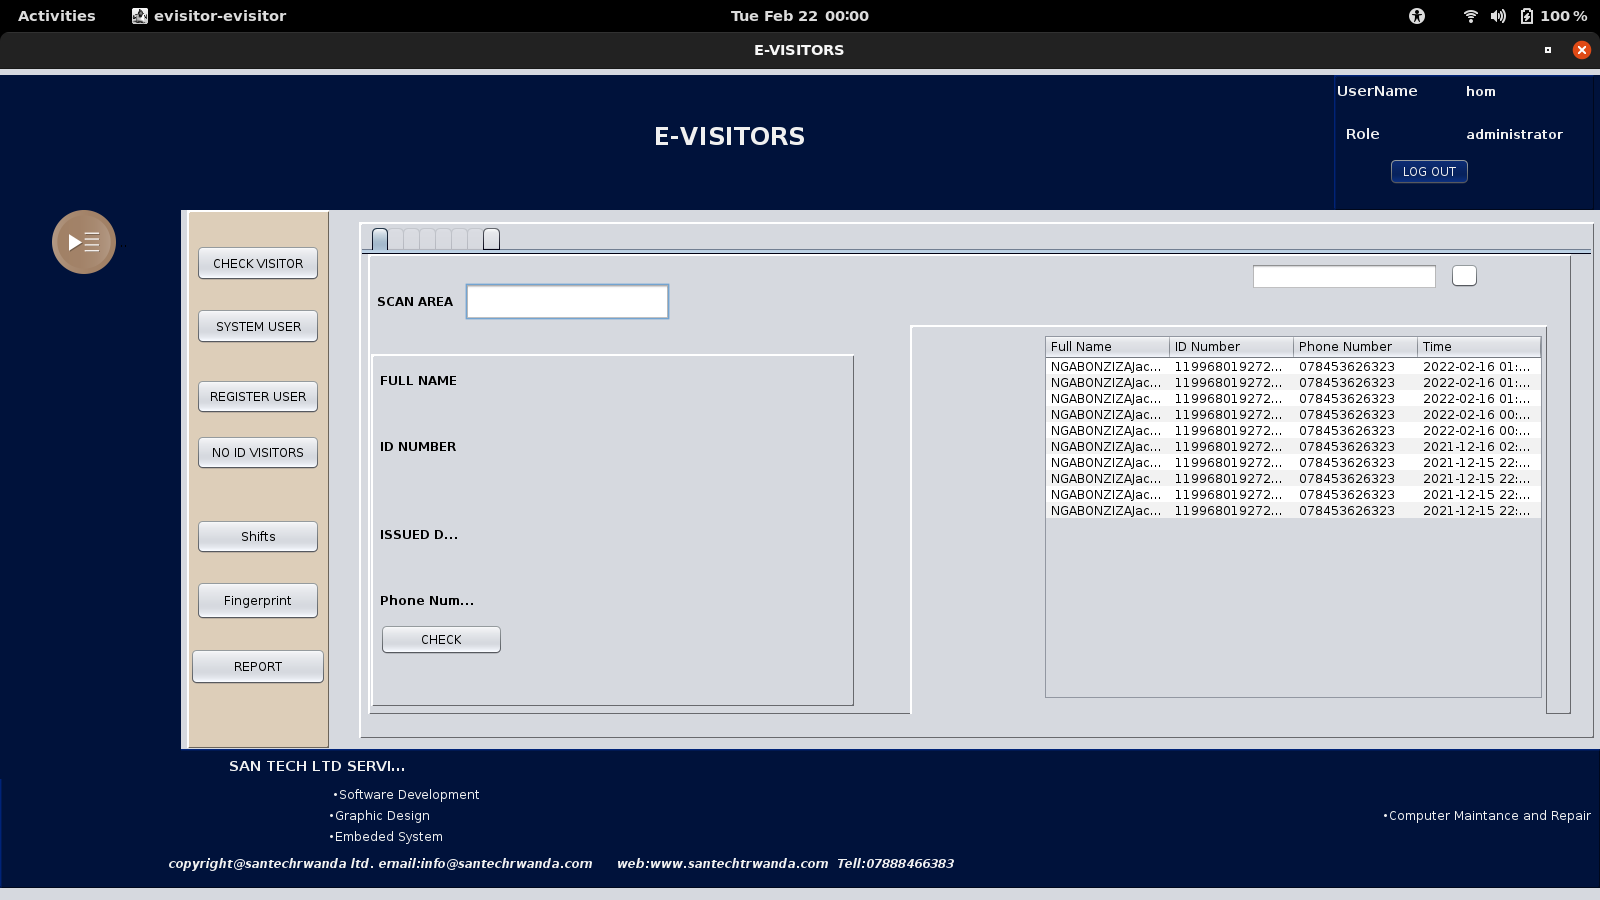 Activities evisitor-evisitor Tue Feb 22 00:00 100 %
E-VISITORS
UserName hom
E-VISITORS
Role administrator
LOG OUT
CHECK VISITOR
SYSTEM USER
REGISTER USER
NO ID VISITORS
Shifts
Fingerprint
REPORT
SCAN AREA
FULL NAME
ID NUMBER
ISSUED D...
Phone Num...
CHECK
Full Name ID Number Phone Number Time
NGABONZIZAJac... 119968019272... 078453626323 2022-02-16 01:...
NGABONZIZAJac... 119968019272... 078453626323 2022-02-16 01:...
NGABONZIZAJac... 119968019272... 078453626323 2022-02-16 01:...
NGABONZIZAJac... 119968019272... 078453626323 2022-02-16 00:...
NGABONZIZAJac... 119968019272... 078453626323 2022-02-16 00:...
NGABONZIZAJac... 119968019272... 078453626323 2021-12-16 02:...
NGABONZIZAJac... 119968019272... 078453626323 2021-12-15 22:...
NGABONZIZAJac... 119968019272... 078453626323 2021-12-15 22:...
NGABONZIZAJac... 119968019272... 078453626323 2021-12-15 22:...
NGABONZIZAJac... 119968019272... 078453626323 2021-12-15 22:...
SAN TECH LTD SERVI...
•Software Development
•Graphic Design •Computer Maintance and Repair
•Embeded System
copyright@santechrwanda ltd. email:info@santechrwanda.com web:www.santechtrwanda.com Tell:07888466383